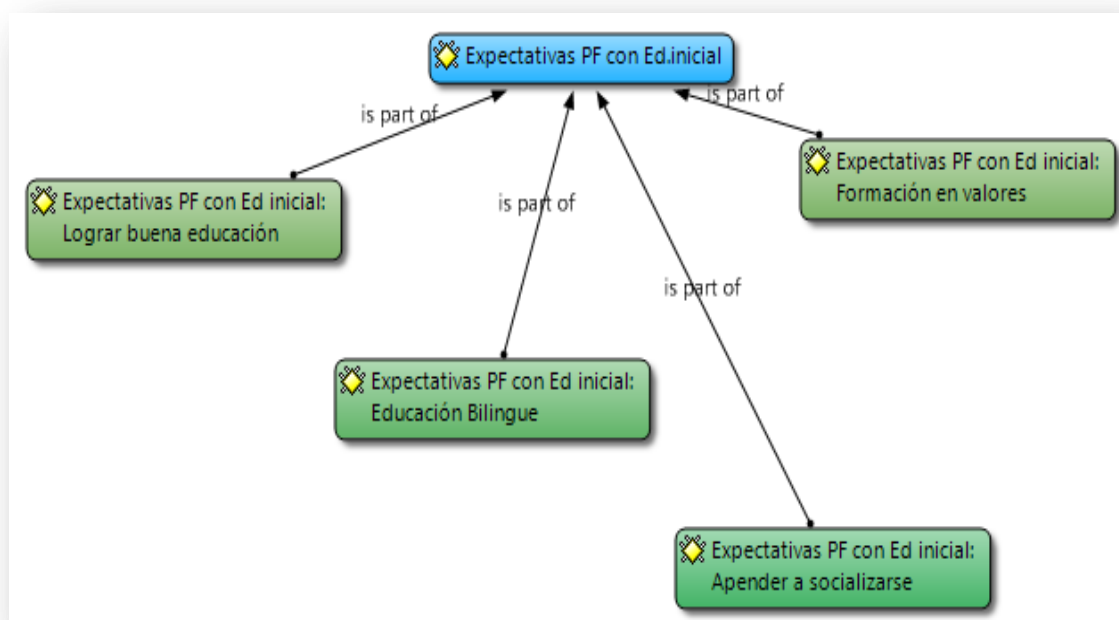 Expectativas PF con Ed.inicial
is part of
is part of
Expectativas PF con Ed inicial:
Formación en valores
Expectativas PF con Ed inicial:
Lograr buena educación
is part of
is part of
Expectativas PF con Ed inicial:
Educación Bilingue
Expectativas PF con Ed inicial:
Apender a socializarse